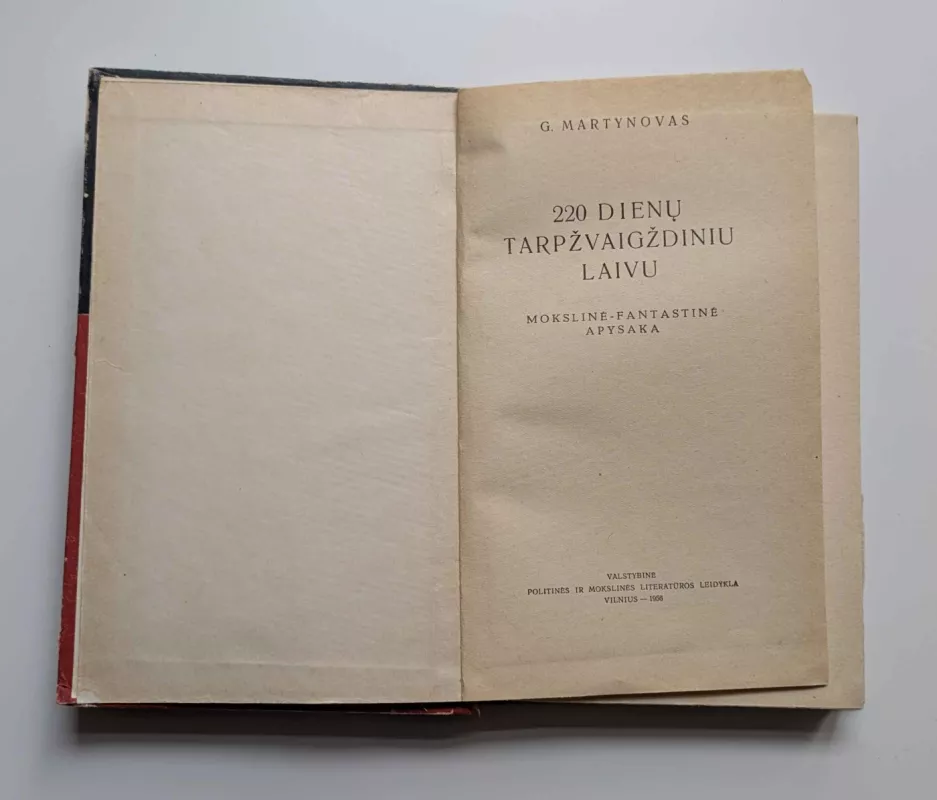 G. MARTYNOVAS
220 DIENŲ
TARPŽVAIGŽDINIU
LAIVU
MOKSLINĖ-FANTASTINĖ
APYSAKA
VALSTYBINĖ
POLITINĖS IR MOKSLINĖS LITERATŪROS LEIDYKLA
VILNIUS — 1958